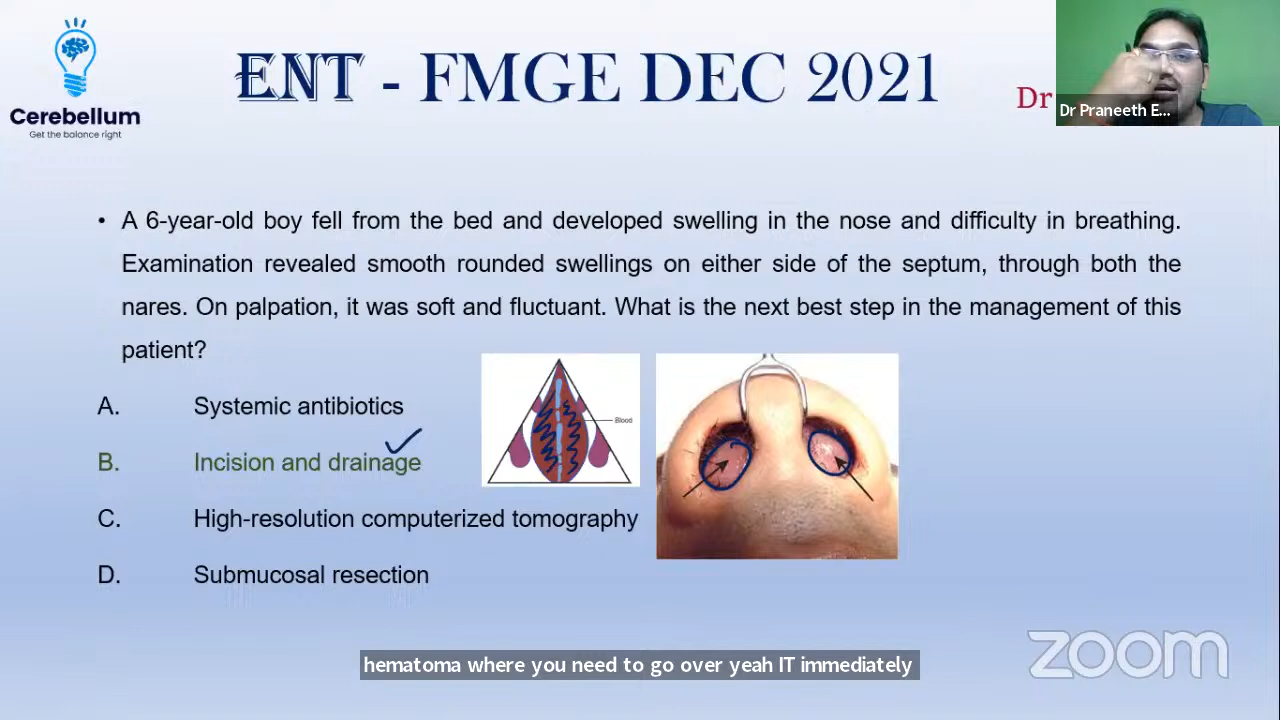 Cerebellum
Get the balance right
ENT - FMGE DEC 2021
Dr
Dr Praneeth E...
• A 6-year-old boy fell from the bed and developed swelling in the nose and difficulty in breathing.
Examination revealed smooth rounded swellings on either side of the septum, through both the
nares. On palpation, it was soft and fluctuant. What is the next best step in the management of this
patient?
A. Systemic antibiotics
B. Incision and drainage
C. High-resolution computerized tomography
D. Submucosal resection
Blood
hematoma where you need to go over yeah IT immediately
zoom